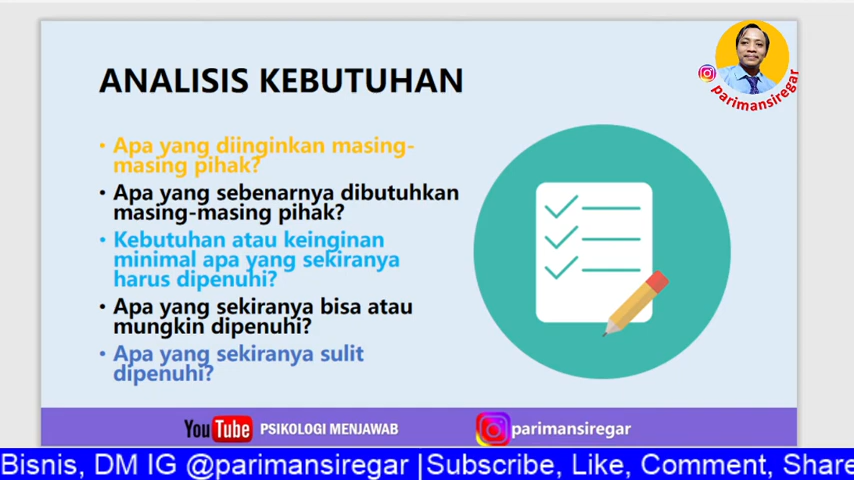 parimansiregar
ANALISIS KEBUTUHAN
• Apa yang diinginkan masing-
masing pihak?
• Apa yang sebenarnya dibutuhkan
masing-masing pihak?
• Kebutuhan atau keinginan
minimal apa yang sekiranya
harus dipenuhi?
• Apa yang sekiranya bisa atau
mungkin dipenuhi?
• Apa yang sekiranya sulit
dipenuhi?
YouTube PSIKOLOGI MENJAWAB parimansiregar
Bisnis, DM IG @parimansiregar |Subscribe, Like, Comment, Share